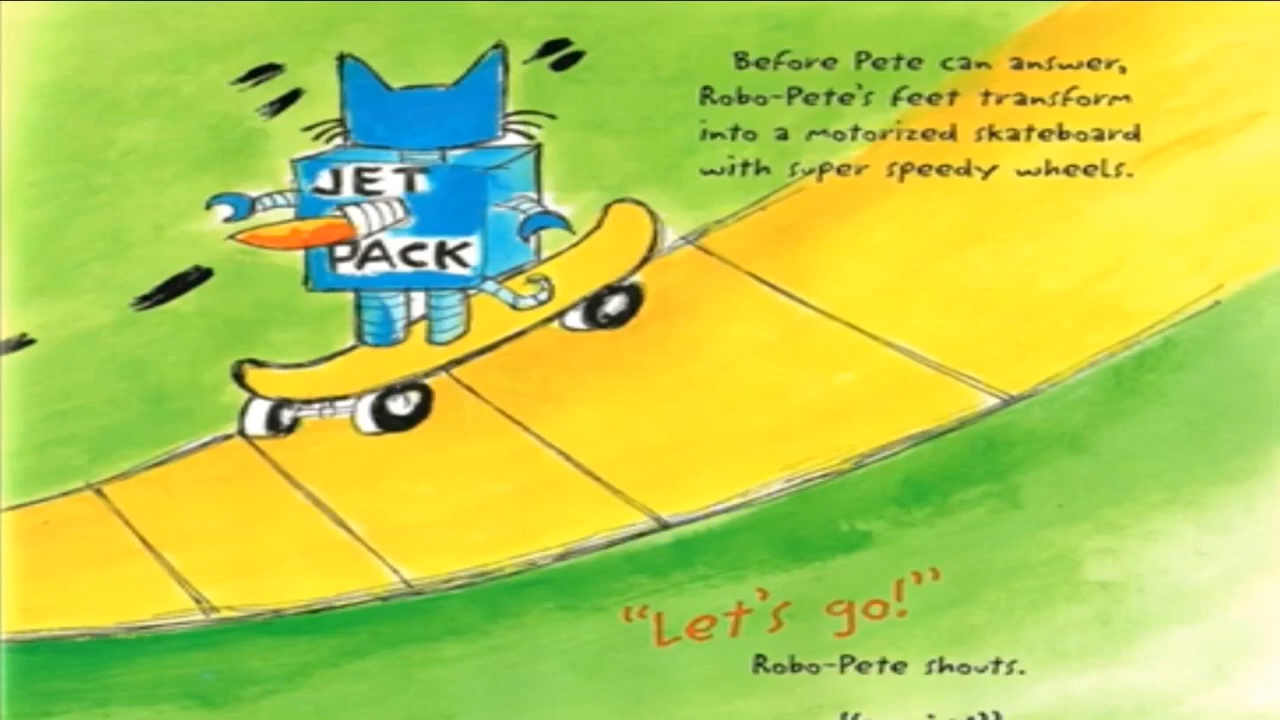 JET
PACK
Before Pete can answer,
Robo-Pete's feet transform
into a motorized skateboard
with super speedy wheels.
"Let's go!"
Robo-Pete shouts.